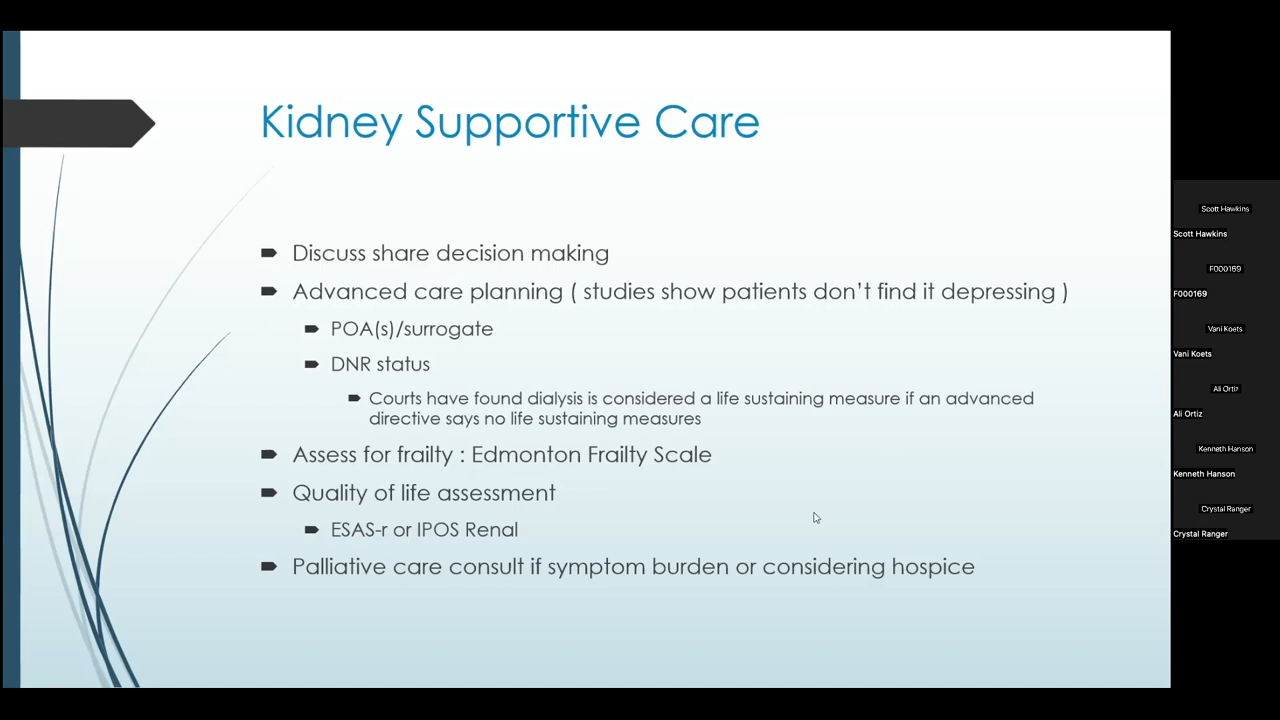 Kidney Supportive Care
Discuss share decision making
Advanced care planning ( studies show patients don’t find it depressing )
POA(s)/surrogate
DNR status
Courts have found dialysis is considered a life sustaining measure if an advanced
directive says no life sustaining measures
Assess for frailty : Edmonton Frailty Scale
Quality of life assessment
ESAS-r or IPOS Renal
Palliative care consult if symptom burden or considering hospice
Scott Hawkins
Scott Hawkins
F000169
F000169
Vani Koets
Vani Koets
Ali Ortiz
Ali Ortiz
Kenneth Hanson
Kenneth Hanson
Crystal Ranger
Crystal Ranger